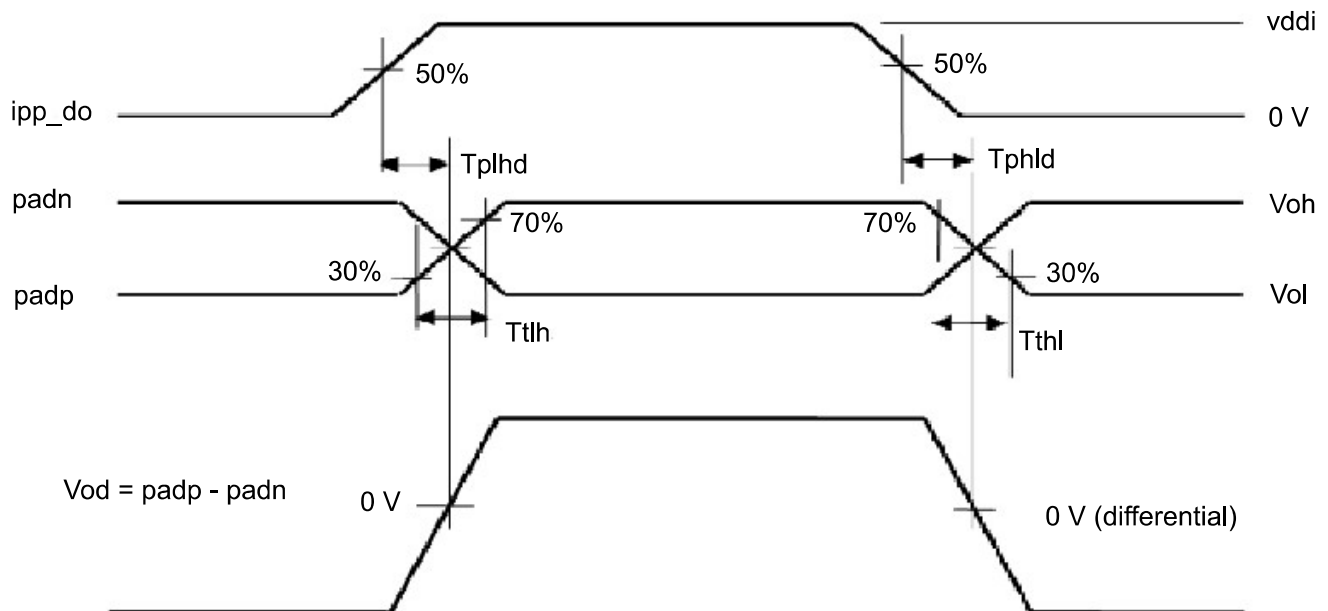 vddi
50%
50%
ipp_do
0 V
Tplhd
Tphld
padn
Voh
70%
70%
30%
30%
padp
Vol
Ttlh
Tthl
Vod = padp - padn
0 V
0 V (differential)